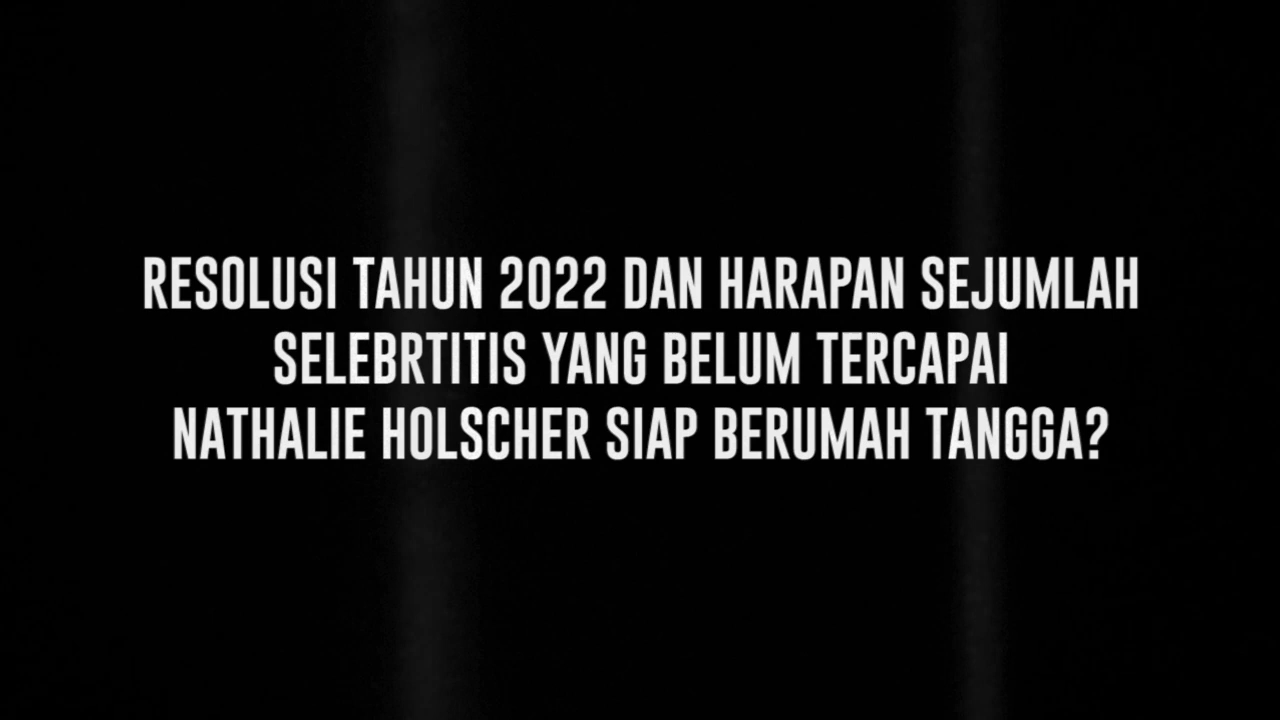 RESOLUSI TAHUN 2022 DAN HARAPAN SEJUMLAH
SELEBRTITIS YANG BELUM TERCAPAI
NATHALIE HOLSCHER SIAP BERUMAH TANGGA?